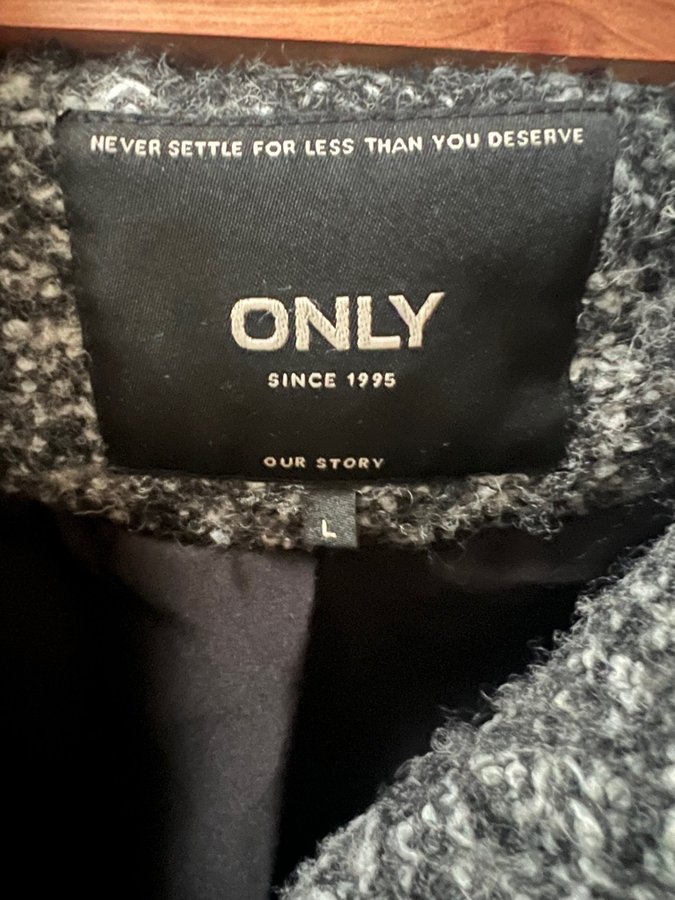 NEVER SETTLE FOR LESS THAN YOU DESERVE
ONLY
SINCE 1995
OUR STORY
L